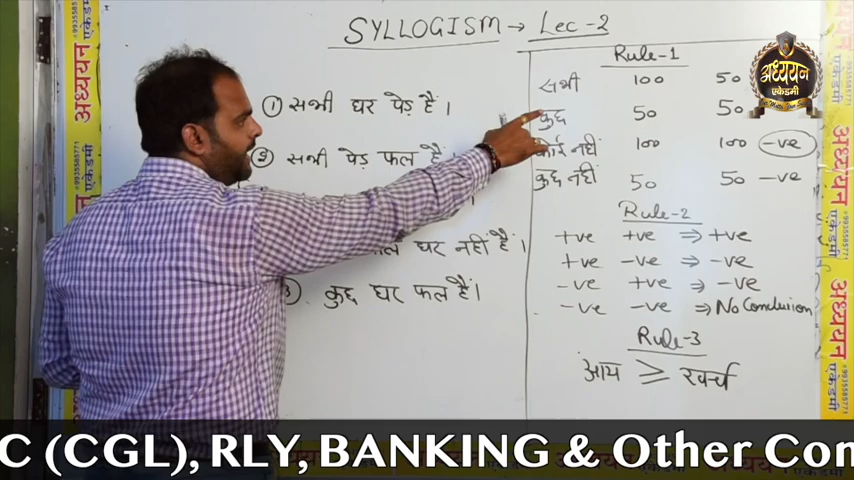 SYLLOGISM → Lec-2
① सभी घर पेड़ हैं।
② सभी पेड़ फल हैं
घर नहीं हैं।
कुछ घर फल हैं।
Rule-1
सभी 100 50
कुछ 50 50
कोई नहीं 100 100 -ve
कुछ नहीं 50 50 -ve
Rule-2
+ve +ve ⇒ +ve
+ve -ve ⇒ -ve
-ve +ve ⇒ -ve
-ve -ve ⇒ No Conclusion
Rule-3
आय ≥ खर्च
अध्ययन
एकेडमी
अध्ययन एकेडमी
+9935585771
C (CGL), RLY, BANKING & Other Con